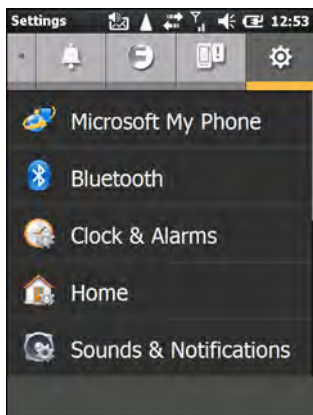 Settings 12:53
Microsoft My Phone
Bluetooth
Clock & Alarms
Home
Sounds & Notifications